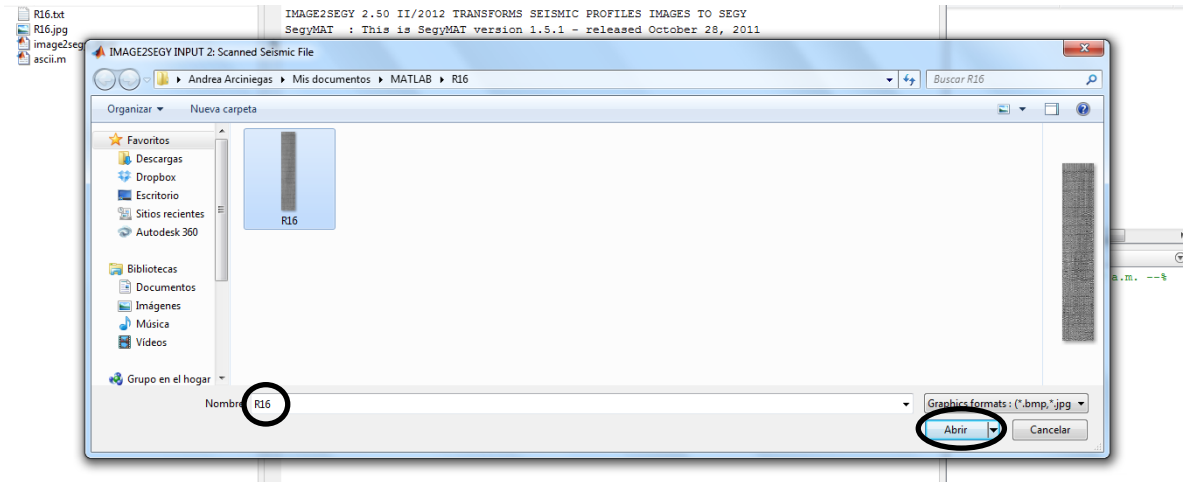 R16.txt
R16.jpg
image2seg
ascii.m
IMAGE2SEGY 2.50 II/2012 TRANSFORMS SEISMIC PROFILES IMAGES TO SEGY
SegyMAT : This is SegyMAT version 1.5.1 - released October 28, 2011
IMAGE2SEGY INPUT 2: Scanned Seismic File
Andrea Arciniegas Mis documentos MATLAB R16
Buscar R16
Organizar Nueva carpeta
Favoritos
Descargas
Dropbox
Escritorio
Sitios recientes
Autodesk 360
Bibliotecas
Documentos
Imágenes
Música
Vídeos
Grupo en el hogar
R16
Nombre R16
Graphics formats : (*.bmp,*.jpg
Abrir Cancelar
a.m. --%